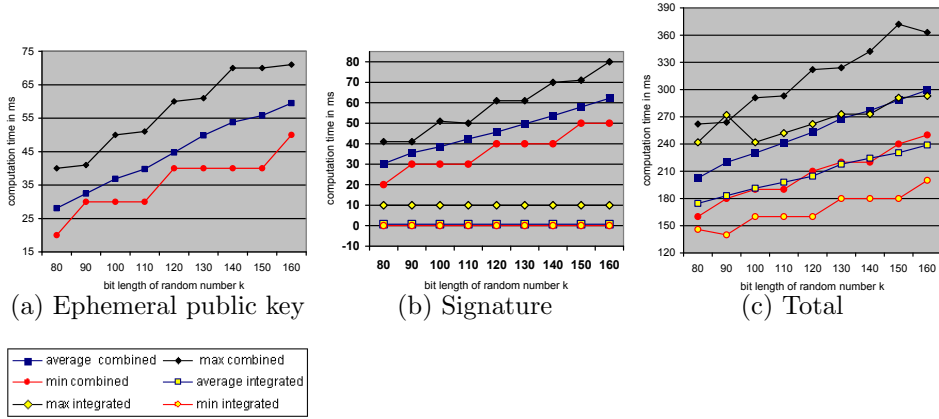 75
65
55
45
35
25
15
computation time in ms
80 90 100 110 120 130 140 150 160
bit length of random number k
(a) Ephemeral public key
80
70
60
50
40
30
20
10
0
-10
computation time in ms
80 90 100 110 120 130 140 150 160
bit length of random number k
(b) Signature
390
360
330
300
270
240
210
180
150
120
computation time in ms
80 90 100 110 120 130 140 150 160
bit length of random number k
(c) Total
average combined max combined
min combined average integrated
max integrated min integrated